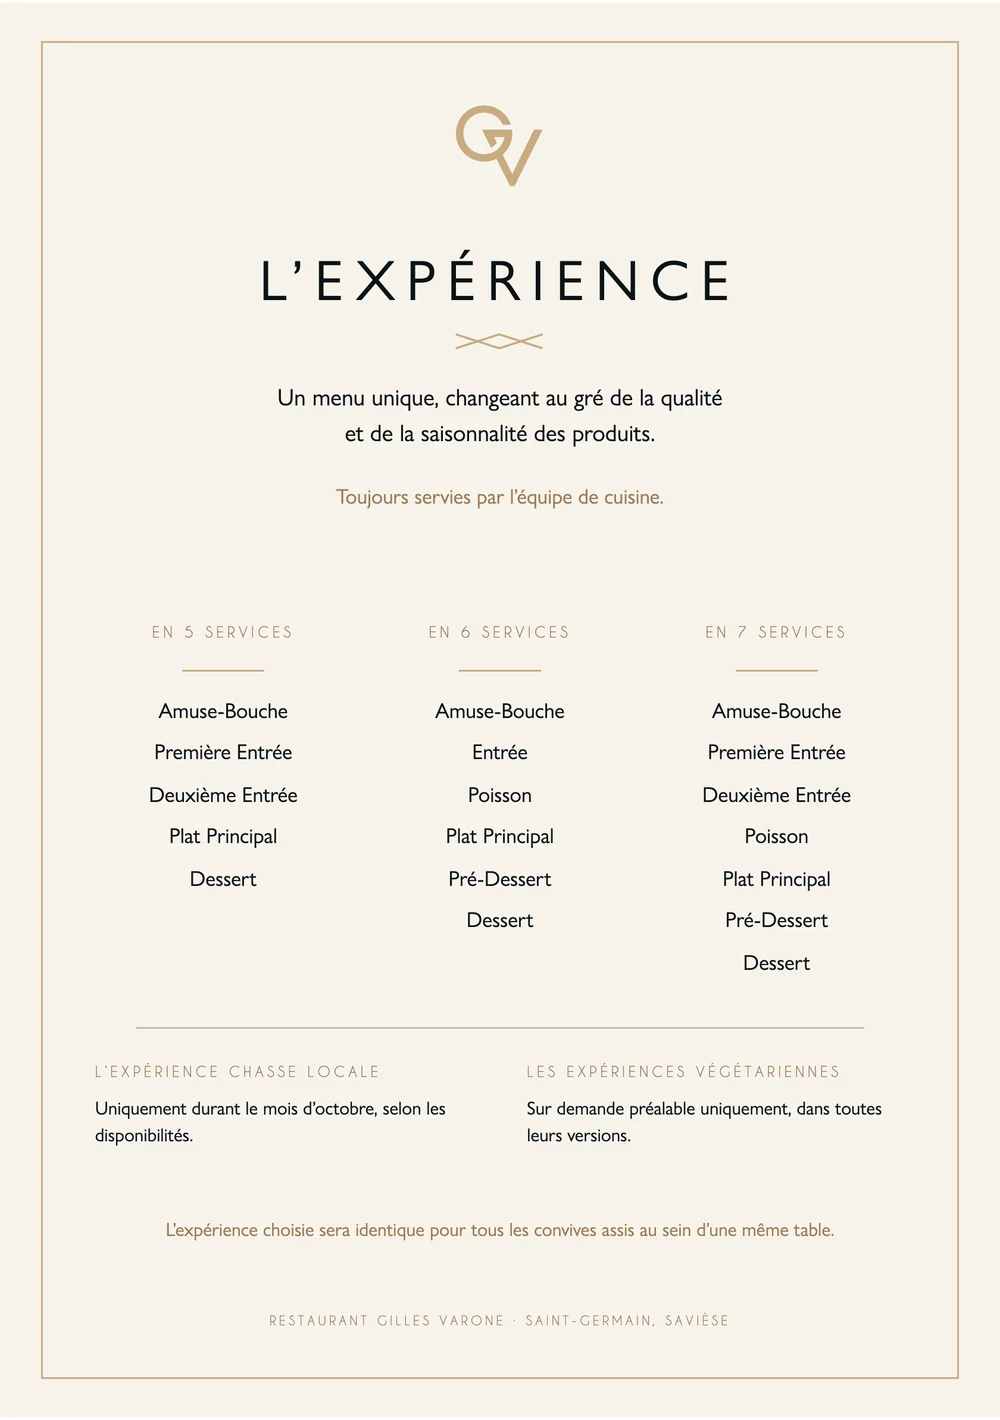 GV
L’EXPÉRIENCE
Un menu unique, changeant au gré de la qualité
et de la saisonnalité des produits.
Toujours servies par l’équipe de cuisine.
EN 5 SERVICES
Amuse-Bouche
Première Entrée
Deuxième Entrée
Plat Principal
Dessert
EN 6 SERVICES
Amuse-Bouche
Entrée
Poisson
Plat Principal
Pré-Dessert
Dessert
EN 7 SERVICES
Amuse-Bouche
Première Entrée
Deuxième Entrée
Poisson
Plat Principal
Pré-Dessert
Dessert
L’EXPÉRIENCE CHASSE LOCALE
Uniquement durant le mois d’octobre, selon les
disponibilités.
LES EXPÉRIENCES VÉGÉTARIENNES
Sur demande préalable uniquement, dans toutes
leurs versions.
L’expérience choisie sera identique pour tous les convives assis au sein d’une même table.
RESTAURANT GILLES VARONE · SAINT-GERMAIN, SAVIÈSE